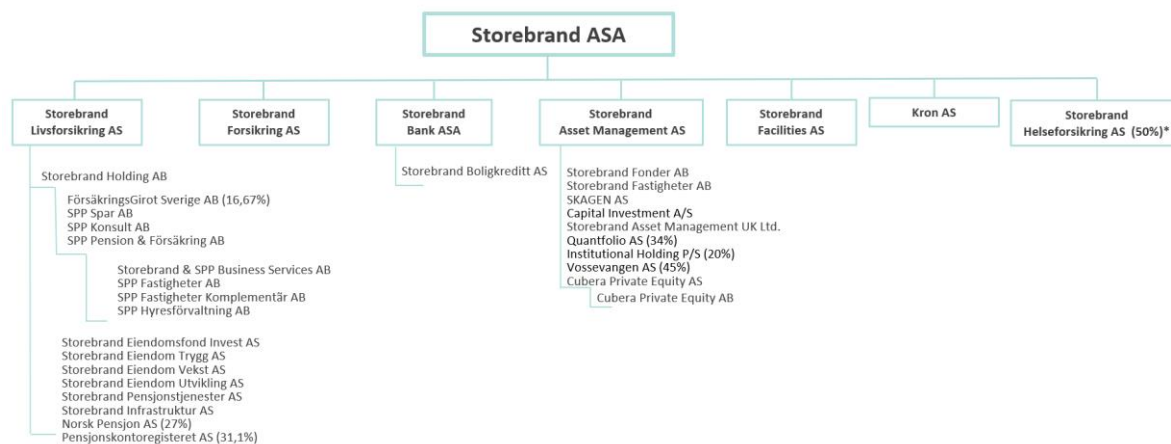 Storebrand ASA
Storebrand
Livsforsikring AS
Storebrand
Forsikring AS
Storebrand
Bank ASA
Storebrand
Asset Management AS
Storebrand
Facilities AS
Kron AS
Storebrand
Helseforsikring AS (50%)*
Storebrand Holding AB
FörsäkringsGirot Sverige AB (16,67%)
SPP Spar AB
SPP Konsult AB
SPP Pension & Försäkring AB
Storebrand & SPP Business Services AB
SPP Fastigheter AB
SPP Fastigheter Komplementär AB
SPP Hyresförvaltning AB
Storebrand Eiendomsfond Invest AS
Storebrand Eiendom Trygg AS
Storebrand Eiendom Vekst AS
Storebrand Eiendom Utvikling AS
Storebrand Pensjonstjenester AS
Storebrand Infrastruktur AS
Norsk Pensjon AS (27%)
Pensjonskontoregisteret AS (31,1%)
Storebrand Boligkreditt AS
Storebrand Fonder AB
Storebrand Fastigheter AB
SKAGEN AS
Capital Investment A/S
Storebrand Asset Management UK Ltd.
Quantfolio AS (34%)
Institutional Holding P/S (20%)
Vossevangen AS (45%)
Cubera Private Equity AS
Cubera Private Equity AB